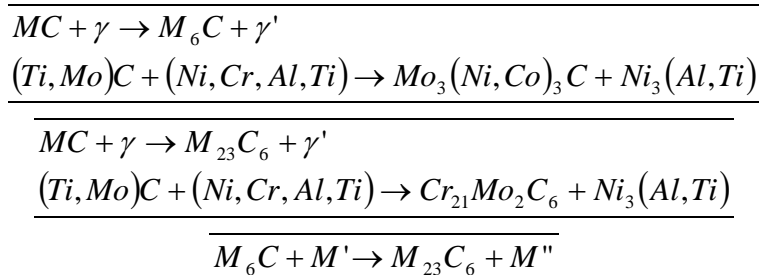 MC + γ → M₆C + γ'
(Ti, Mo)C + (Ni, Cr, Al, Ti) → Mo₃(Ni, Co)₃C + Ni₃(Al, Ti)
MC + γ → M₂₃C₆ + γ'
(Ti, Mo)C + (Ni, Cr, Al, Ti) → Cr₂₁Mo₂C₆ + Ni₃(Al, Ti)
M₆C + M' → M₂₃C₆ + M"